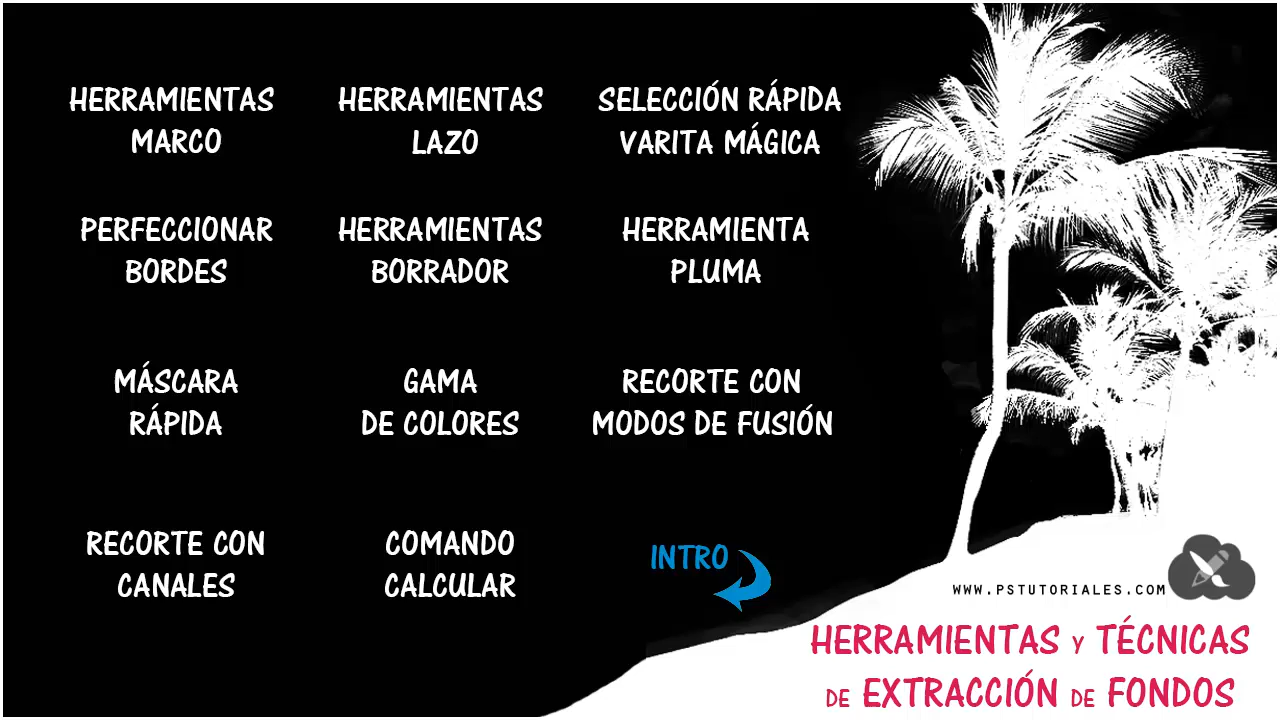 HERRAMIENTAS
MARCO
HERRAMIENTAS
LAZO
SELECCIÓN RÁPIDA
VARITA MÁGICA
PERFECCIONAR
BORDES
HERRAMIENTAS
BORRADOR
HERRAMIENTA
PLUMA
MÁSCARA
RÁPIDA
GAMA
DE COLORES
RECORTE CON
MODOS DE FUSIÓN
RECORTE CON
CANALES
COMANDO
CALCULAR
INTRO
WWW.PSTUTORIALES.COM
HERRAMIENTAS Y TÉCNICAS
DE EXTRACCIÓN DE FONDOS